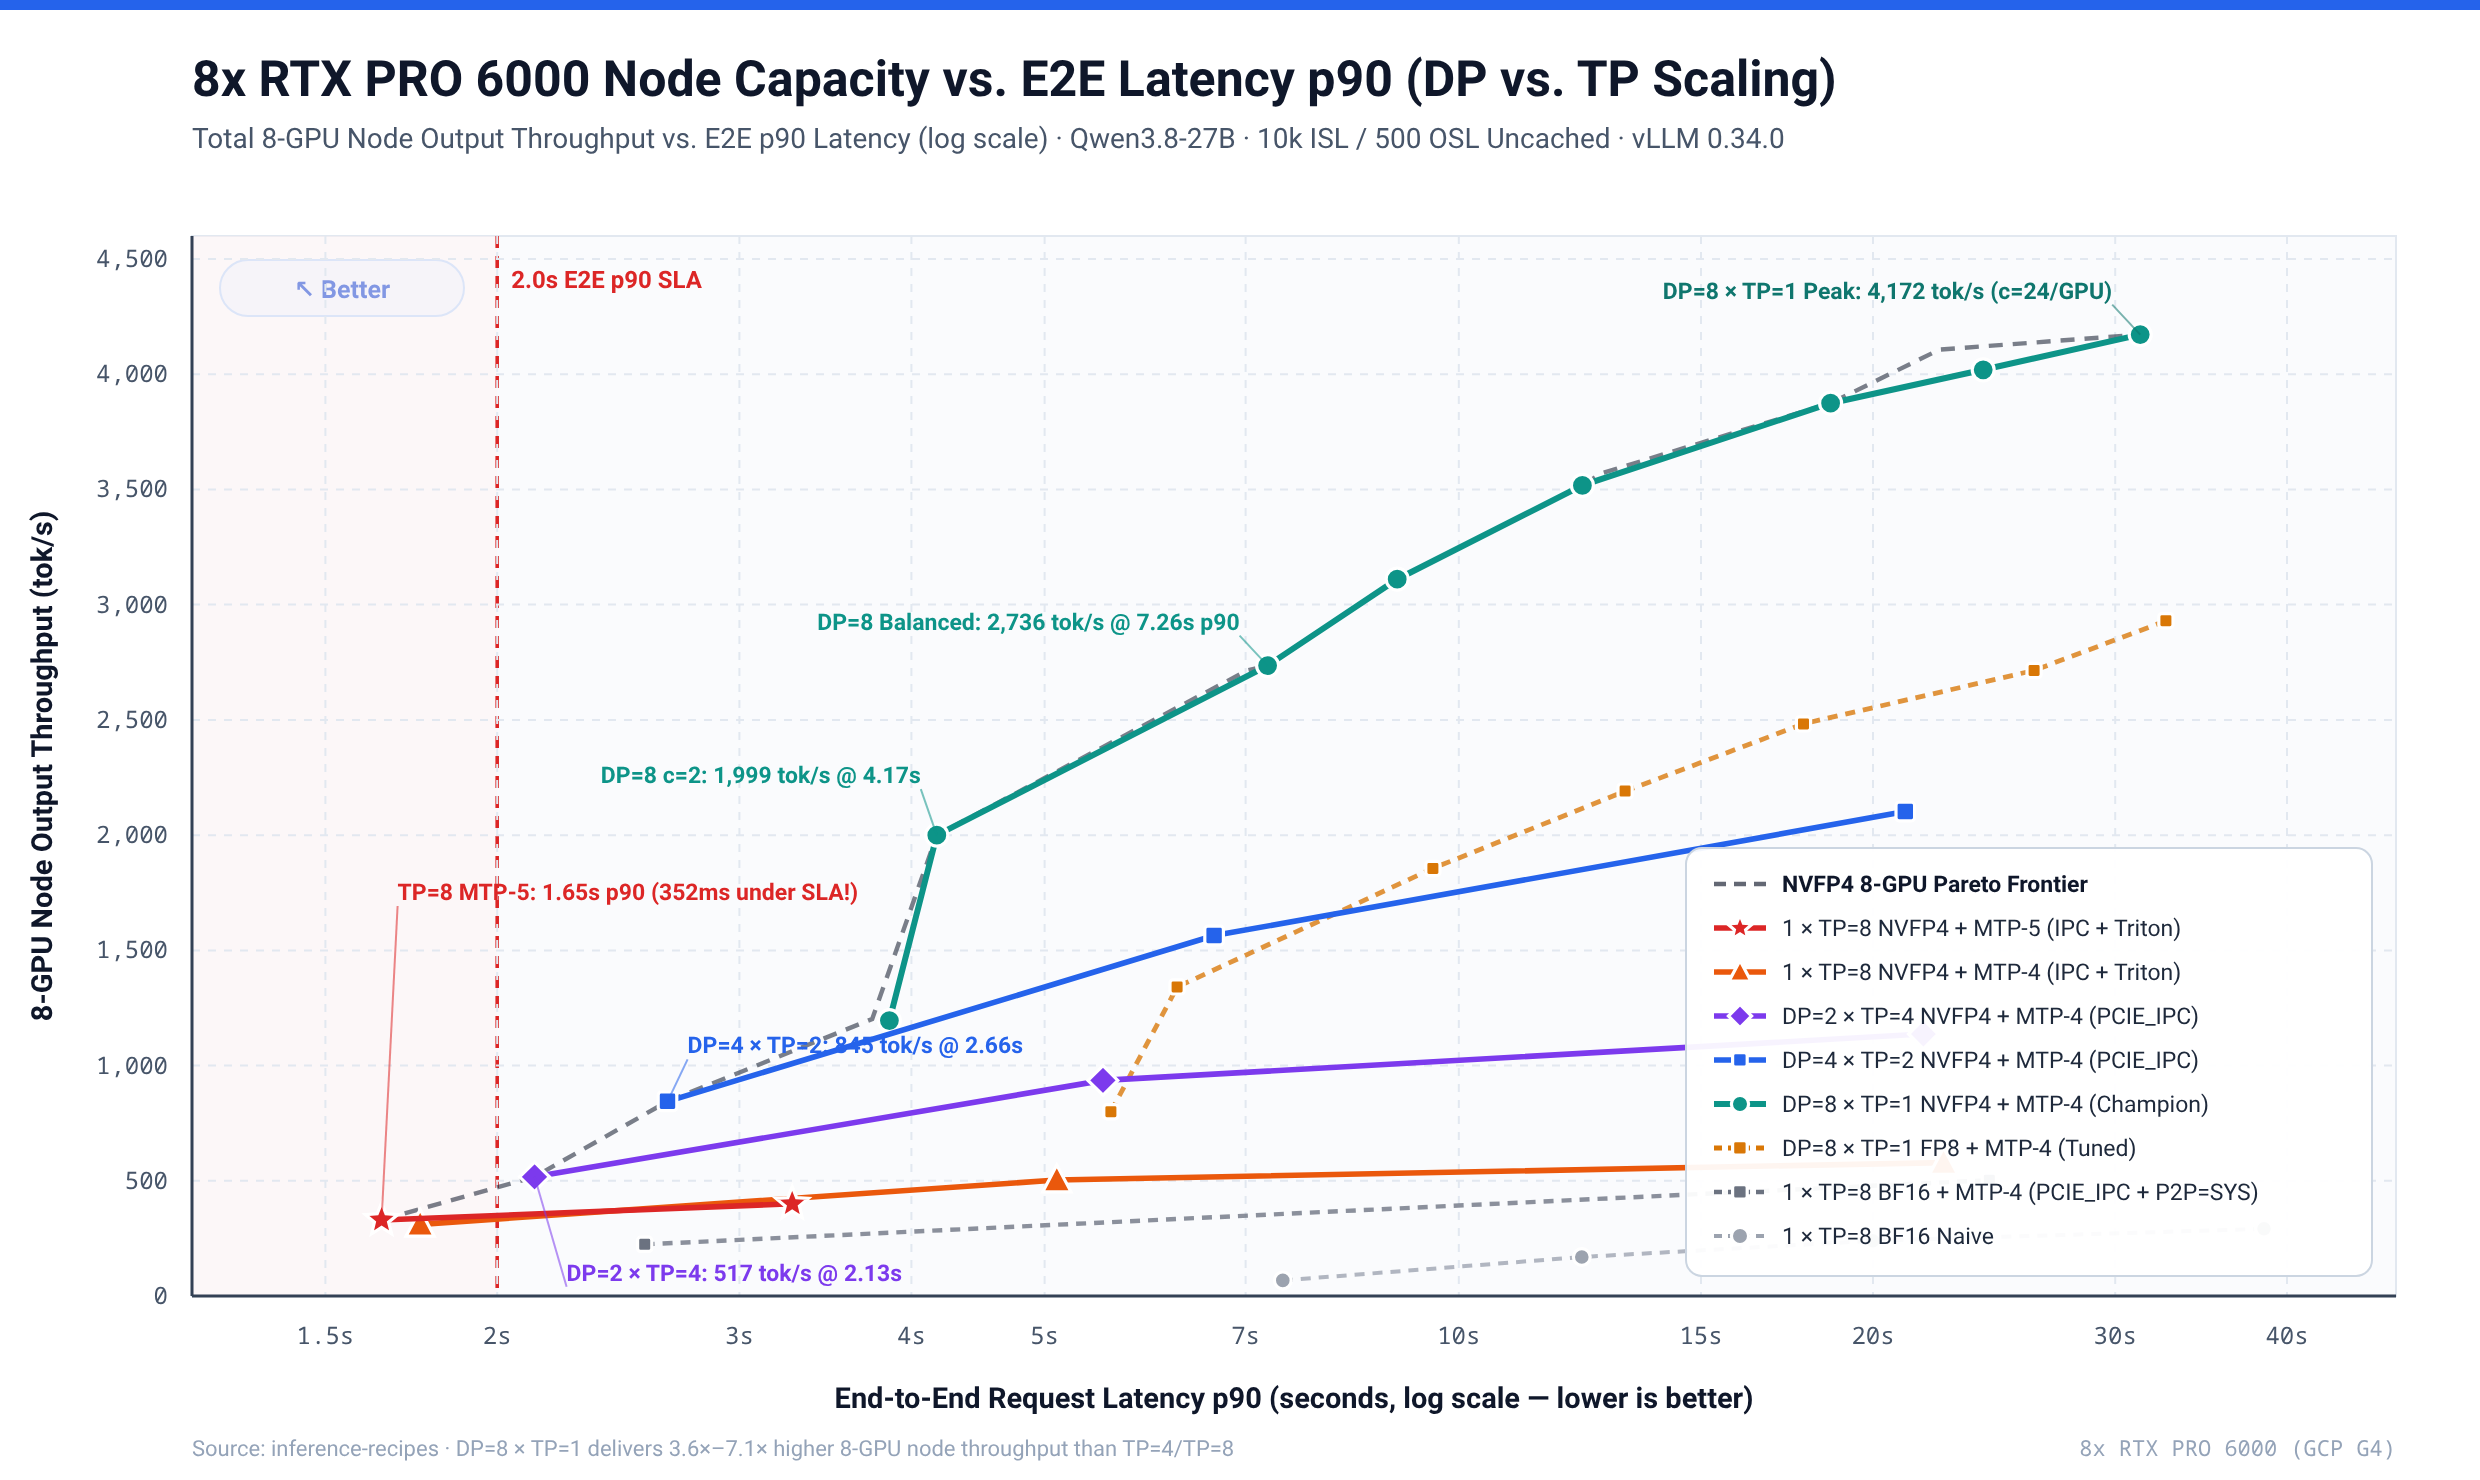 8x RTX PRO 6000 Node Capacity vs. E2E Latency p90 (DP vs. TP Scaling)
Total 8-GPU Node Output Throughput vs. E2E p90 Latency (log scale) · Qwen3.8-27B · 10k ISL / 500 OSL Uncached · vLLM 0.34.0
8-GPU Node Output Throughput (tok/s)
4,500
4,000
3,500
3,000
2,500
2,000
1,500
1,000
500
0
↖ Better
2.0s E2E p90 SLA
DP=8 × TP=1 Peak: 4,172 tok/s (c=24/GPU)
DP=8 Balanced: 2,736 tok/s @ 7.26s p90
DP=8 c=2: 1,999 tok/s @ 4.17s
TP=8 MTP-5: 1.65s p90 (352ms under SLA!)
DP=4 × TP=2: 845 tok/s @ 2.66s
DP=2 × TP=4: 517 tok/s @ 2.13s
NVFP4 8-GPU Pareto Frontier
1 × TP=8 NVFP4 + MTP-5 (IPC + Triton)
1 × TP=8 NVFP4 + MTP-4 (IPC + Triton)
DP=2 × TP=4 NVFP4 + MTP-4 (PCIE_IPC)
DP=4 × TP=2 NVFP4 + MTP-4 (PCIE_IPC)
DP=8 × TP=1 NVFP4 + MTP-4 (Champion)
DP=8 × TP=1 FP8 + MTP-4 (Tuned)
1 × TP=8 BF16 + MTP-4 (PCIE_IPC + P2P=SYS)
1 × TP=8 BF16 Naive
1.5s 2s 3s 4s 5s 7s 10s 15s 20s 30s 40s
End-to-End Request Latency p90 (seconds, log scale — lower is better)
Source: inference-recipes · DP=8 × TP=1 delivers 3.6×–7.1× higher 8-GPU node throughput than TP=4/TP=8
8x RTX PRO 6000 (GCP G4)